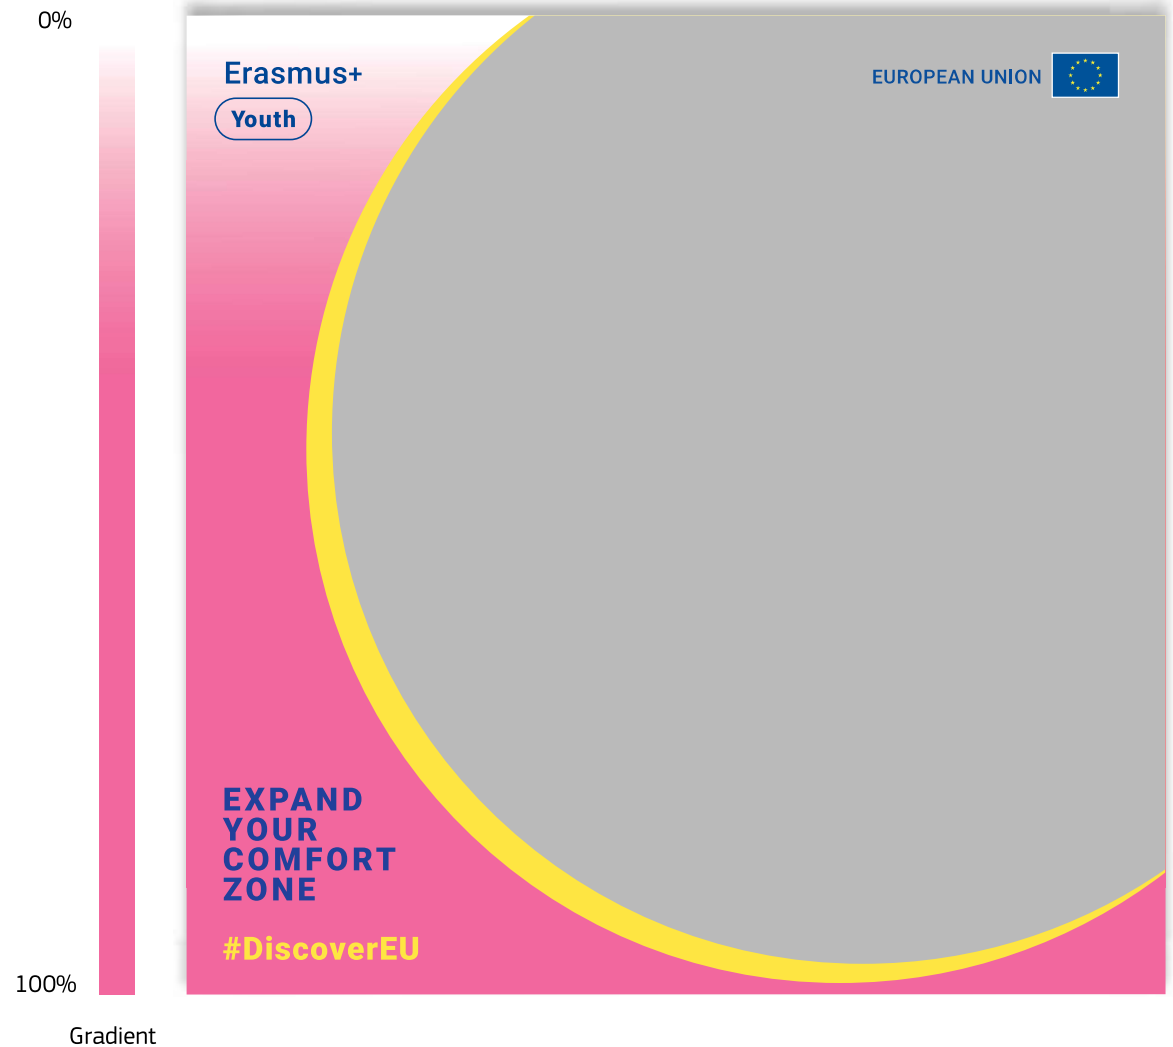 0%
Erasmus+
Youth
EUROPEAN UNION
EXPAND
YOUR
COMFORT
ZONE
#DiscoverEU
100%
Gradient